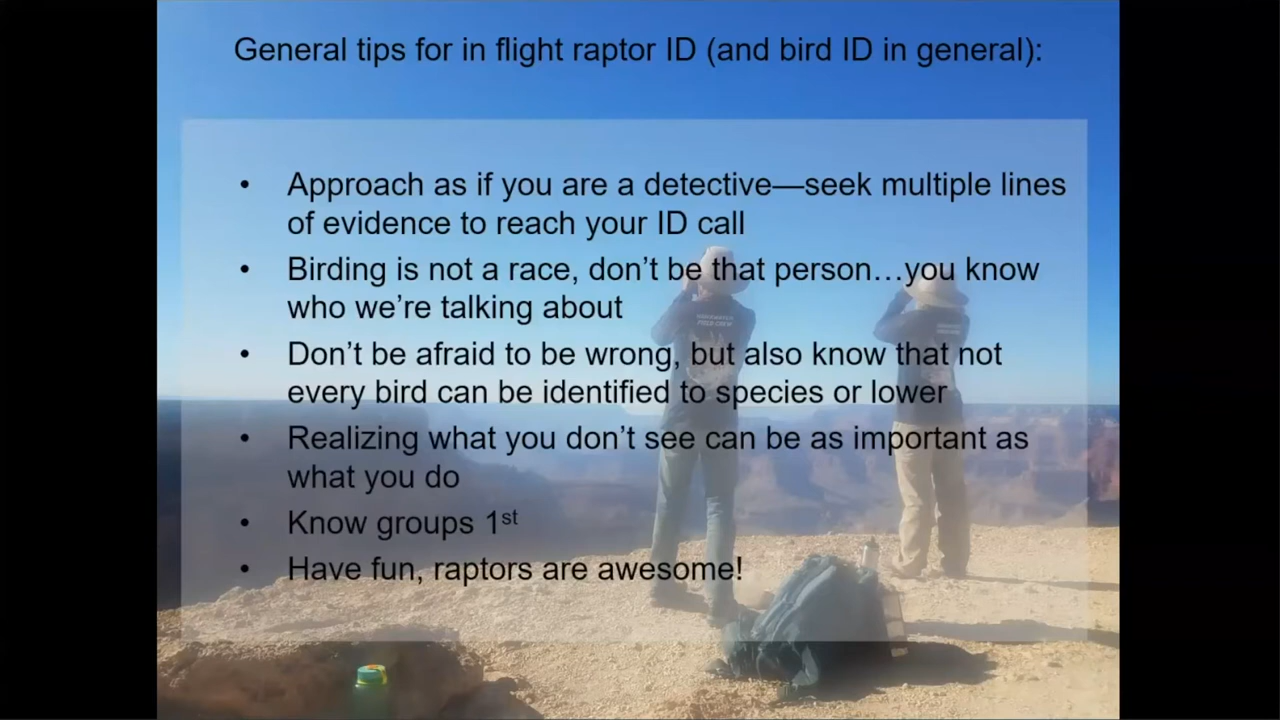 General tips for in flight raptor ID (and bird ID in general):
• Approach as if you are a detective—seek multiple lines
of evidence to reach your ID call
• Birding is not a race, don't be that person…you know
who we're talking about
• Don't be afraid to be wrong, but also know that not
every bird can be identified to species or lower
• Realizing what you don't see can be as important as
what you do
• Know groups 1st
• Have fun, raptors are awesome!